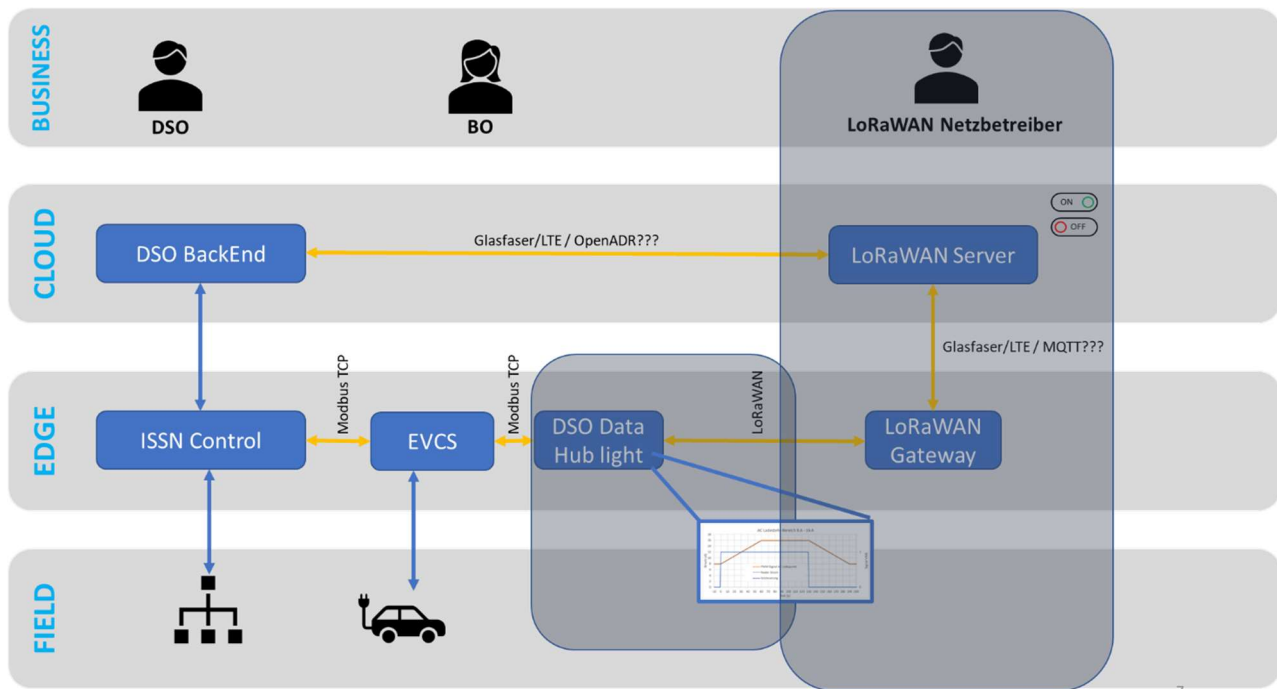 BUSINESS
DSO
BO
LoRaWAN Netzbetreiber
CLOUD
DSO BackEnd
Glasfaser/LTE / OpenADR???
LoRaWAN Server
ON
OFF
Glasfaser/LTE / MQTT???
EDGE
ISSN Control
Modbus TCP
EVCS
Modbus TCP
DSO Data
Hub light
LoRaWAN
LoRaWAN
Gateway
FIELD